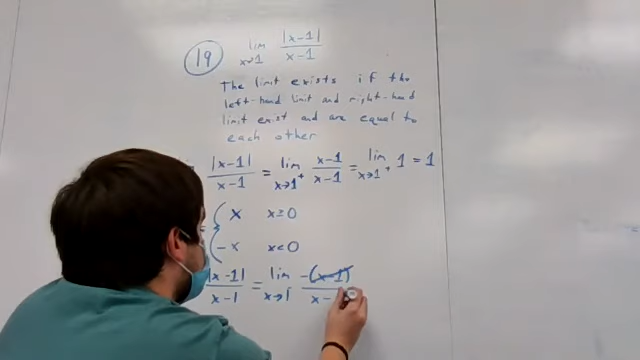 19 lim x→1 |x-1| / x-1
The limit exists if the
left-hand limit and right-hand
limit exist and are equal to
each other
|x-1| / x-1 = lim x→1⁺ x-1 / x-1 = lim x→1⁺ 1 = 1
x x≥0
-x x<0
|x-1| / x-1 = lim x→1 -(x-1) / x-